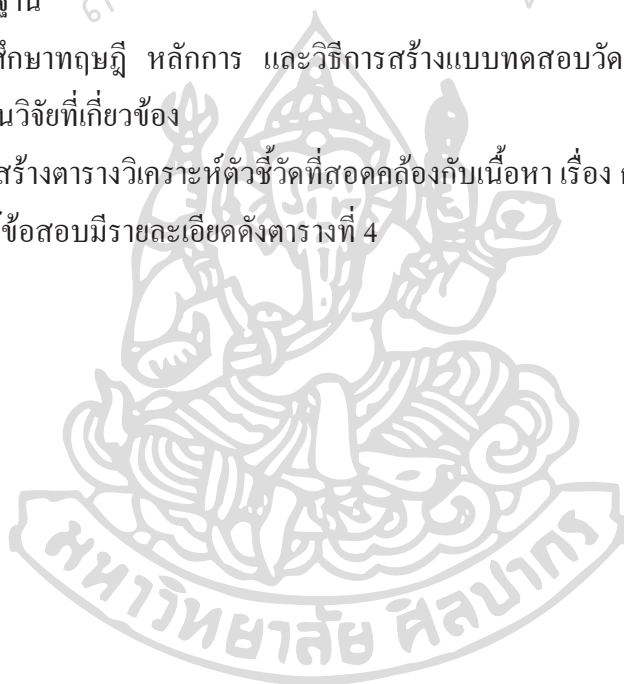 ฐาน
ศึกษาทฤษฎี หลักการ และวิธีการสร้างแบบทดสอบวัด
นวิจัยที่เกี่ยวข้อง
สร้างตารางวิเคราะห์ตัวชี้วัดที่สอดคล้องกับเนื้อหา เรื่อง
ข้อสอบมีรายละเอียดดังตารางที่ 4
มหาวิทยาลัย ศิลปากร